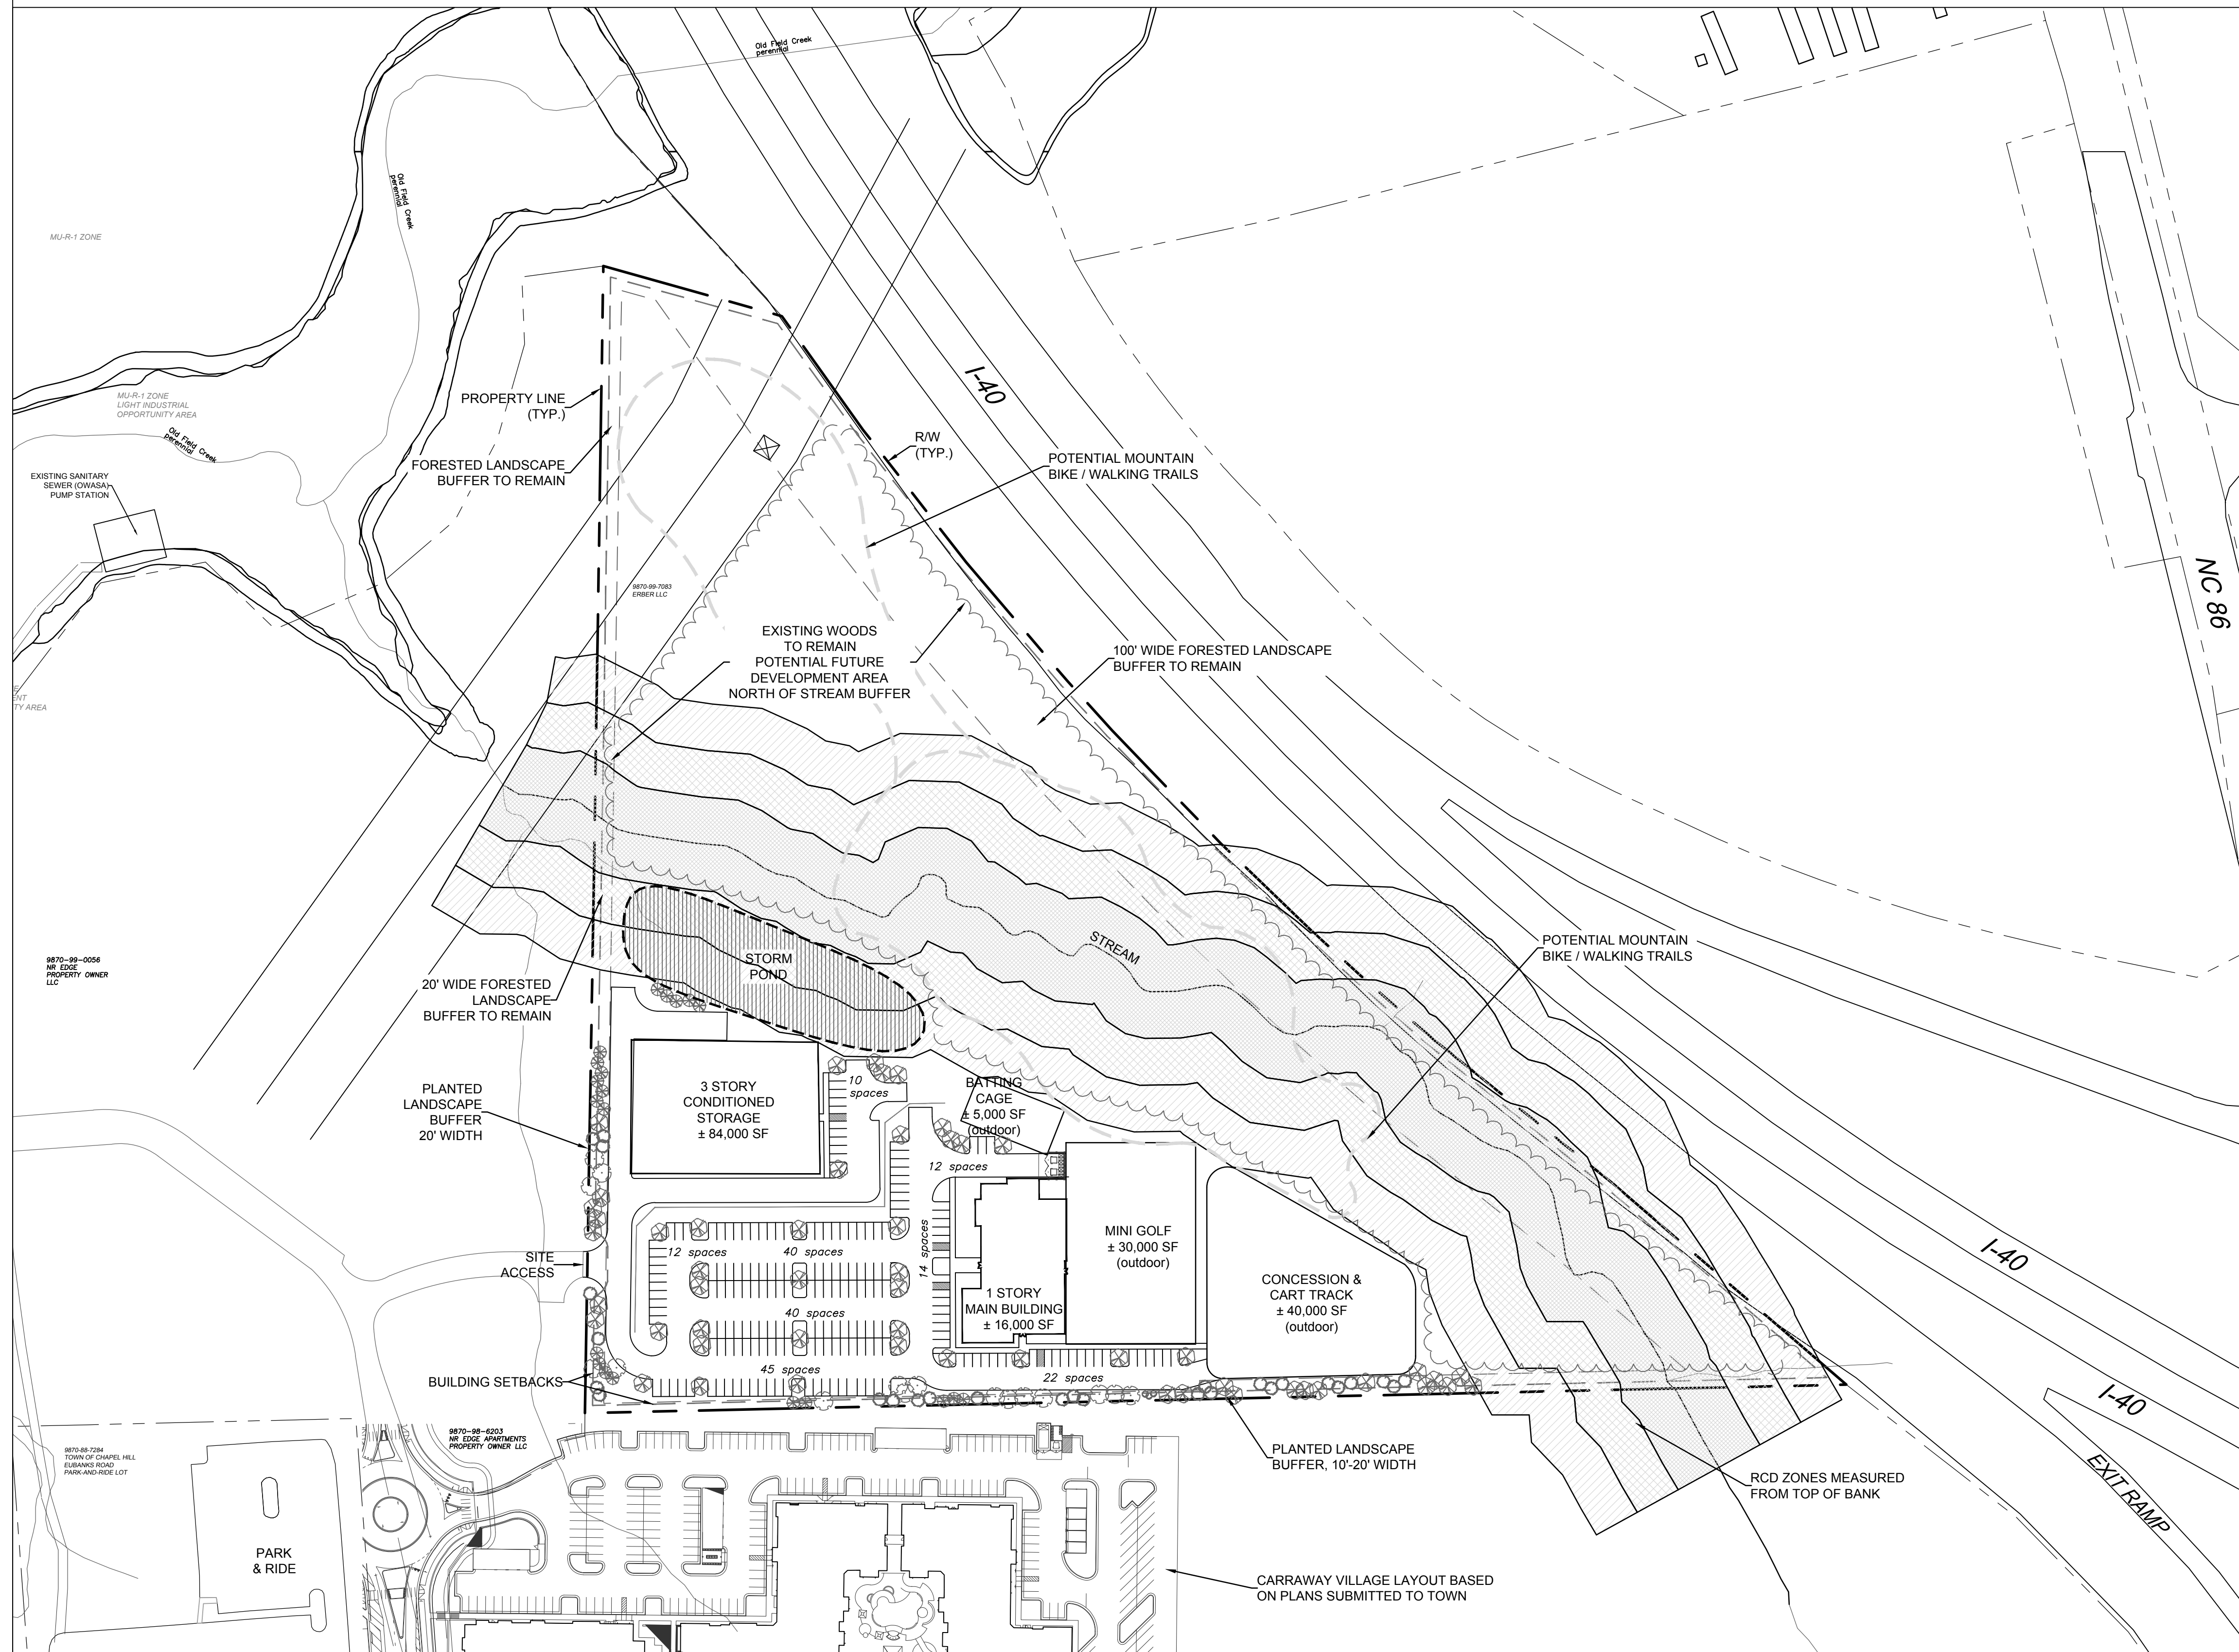 Old Field Creek
perennial
Old Field Creek
perennial
MU-R-1 ZONE
I-40
PROPERTY LINE
(TYP.)
MU-R-1 ZONE
LIGHT INDUSTRIAL
OPPORTUNITY AREA
Old Field Creek
perennial
R/W
(TYP.)
POTENTIAL MOUNTAIN
BIKE / WALKING TRAILS
FORESTED LANDSCAPE
BUFFER TO REMAIN
EXISTING SANITARY
SEWER (OWASA)
PUMP STATION
9870-99-7083
ERBER LLC
NC 86
EXISTING WOODS
TO REMAIN
POTENTIAL FUTURE
DEVELOPMENT AREA
NORTH OF STREAM BUFFER
100' WIDE FORESTED LANDSCAPE
BUFFER TO REMAIN
E
ENT
TY AREA
STREAM
POTENTIAL MOUNTAIN
BIKE / WALKING TRAILS
9870-99-0056
NR EDGE
PROPERTY OWNER
LLC
STORM
POND
20' WIDE FORESTED
LANDSCAPE
BUFFER TO REMAIN
PLANTED
LANDSCAPE
BUFFER
20' WIDTH
3 STORY
CONDITIONED
STORAGE
± 84,000 SF
10
spaces
BATTING
CAGE
± 5,000 SF
(outdoor)
12 spaces
14 spaces
MINI GOLF
± 30,000 SF
(outdoor)
SITE
ACCESS
12 spaces
40 spaces
40 spaces
1 STORY
MAIN BUILDING
± 16,000 SF
CONCESSION &
CART TRACK
± 40,000 SF
(outdoor)
I-40
45 spaces
22 spaces
BUILDING SETBACKS
I-40
9870-88-7284
TOWN OF CHAPEL HILL
EUBANKS ROAD
PARK-AND-RIDE LOT
9870-98-6203
NR EDGE APARTMENTS
PROPERTY OWNER LLC
PLANTED LANDSCAPE
BUFFER, 10'-20' WIDTH
RCD ZONES MEASURED
FROM TOP OF BANK
EXIT RAMP
PARK
& RIDE
CARRAWAY VILLAGE LAYOUT BASED
ON PLANS SUBMITTED TO TOWN